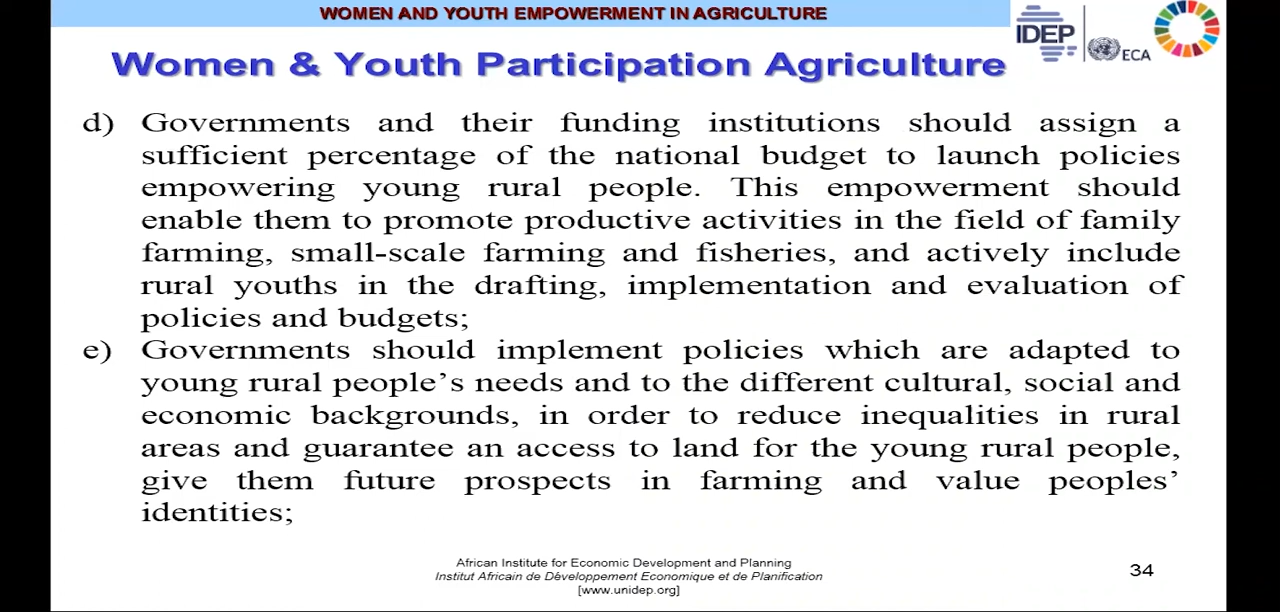 WOMEN AND YOUTH EMPOWERMENT IN AGRICULTURE
IDEP
ECA
Women & Youth Participation Agriculture
d) Governments and their funding institutions should assign a
sufficient percentage of the national budget to launch policies
empowering young rural people. This empowerment should
enable them to promote productive activities in the field of family
farming, small-scale farming and fisheries, and actively include
rural youths in the drafting, implementation and evaluation of
policies and budgets;
e) Governments should implement policies which are adapted to
young rural people's needs and to the different cultural, social and
economic backgrounds, in order to reduce inequalities in rural
areas and guarantee an access to land for the young rural people,
give them future prospects in farming and value peoples'
identities;
African Institute for Economic Development and Planning
Institut Africain de Développement Economique et de Planification
[www.unidep.org]
34